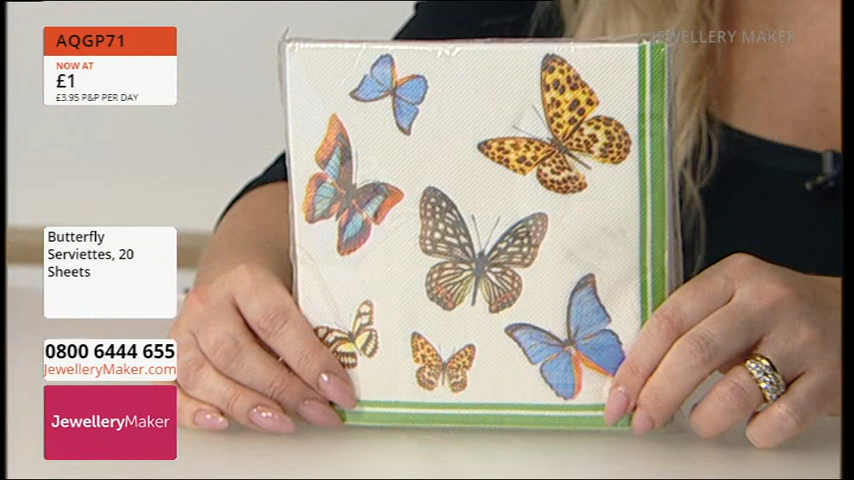 AQGP71
NOW AT
£1
£3.95 P&P PER DAY
JEWELLERY MAKER
Butterfly
Serviettes, 20
Sheets
0800 6444 655
JewelleryMaker.com
JewelleryMaker